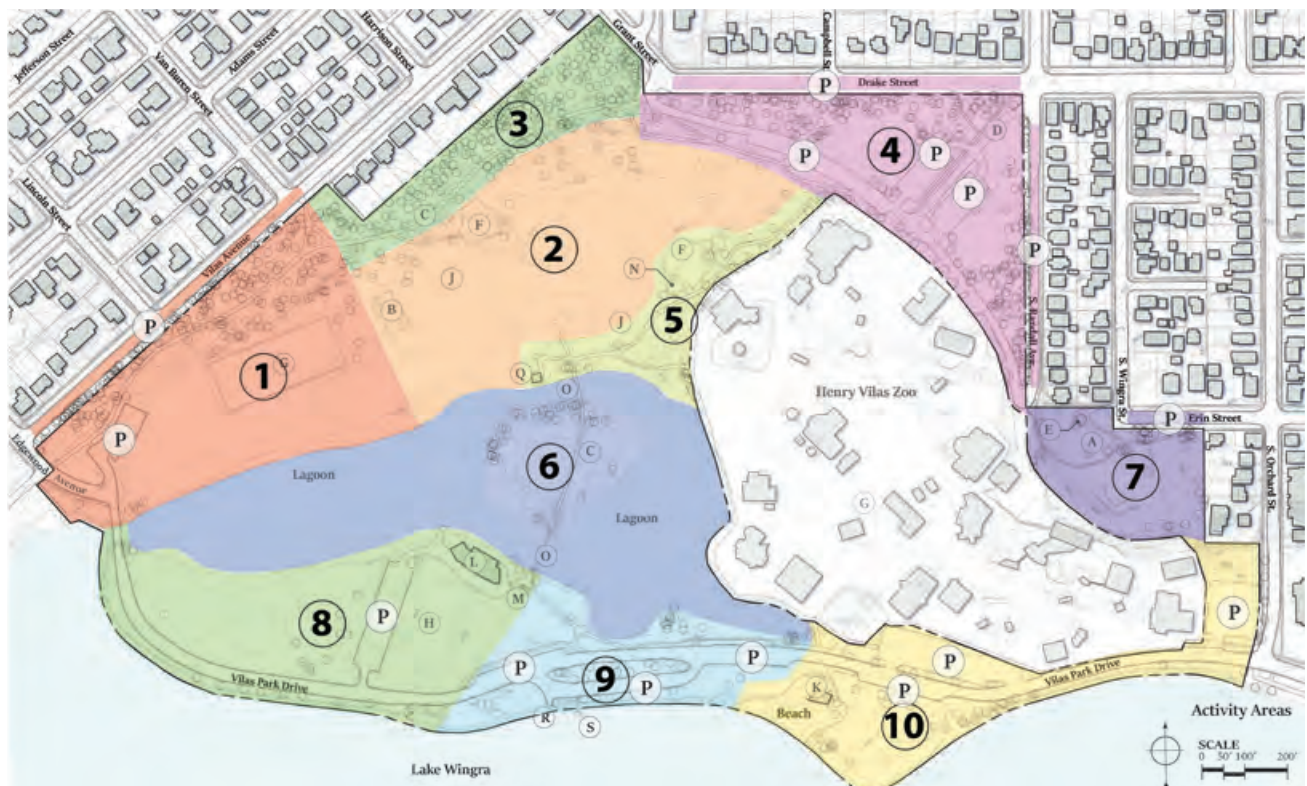 Jefferson Street
Van Buren Street
Adams Street
Harrison Street
Lincoln Street
Grant Street
Campbell St.
P
Drake Street
3
4
P
P
D
P
C
F
2
Vilas Avenue
P
J
N
F
P
S. Randall Ave.
B
J
5
S. Wingra St.
G
1
Q
O
Henry Vilas Zoo
P
Erin Street
E
A
Edgewood
Avenue
P
C
6
7
S. Orchard St.
Lagoon
G
Lagoon
O
L
M
8
P
H
P
P
P
P
9
P
P
Vilas Park Drive
Vilas Park Drive
K
Beach
R
S
10
Activity Areas
Lake Wingra
SCALE
0 50' 100' 200'